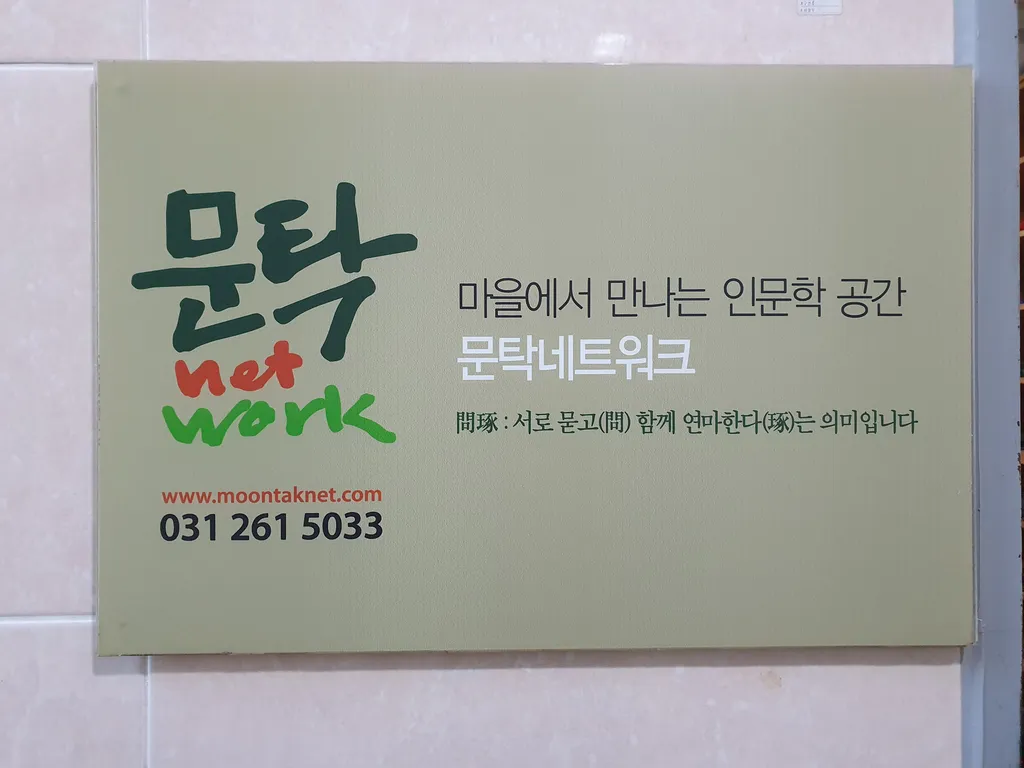 문탁
net
work
www.moontaknet.com
031 261 5033
마을에서 만나는 인문학 공간
문탁네트워크
問琢 : 서로 묻고(問) 함께 연마한다(琢)는 의미입니다